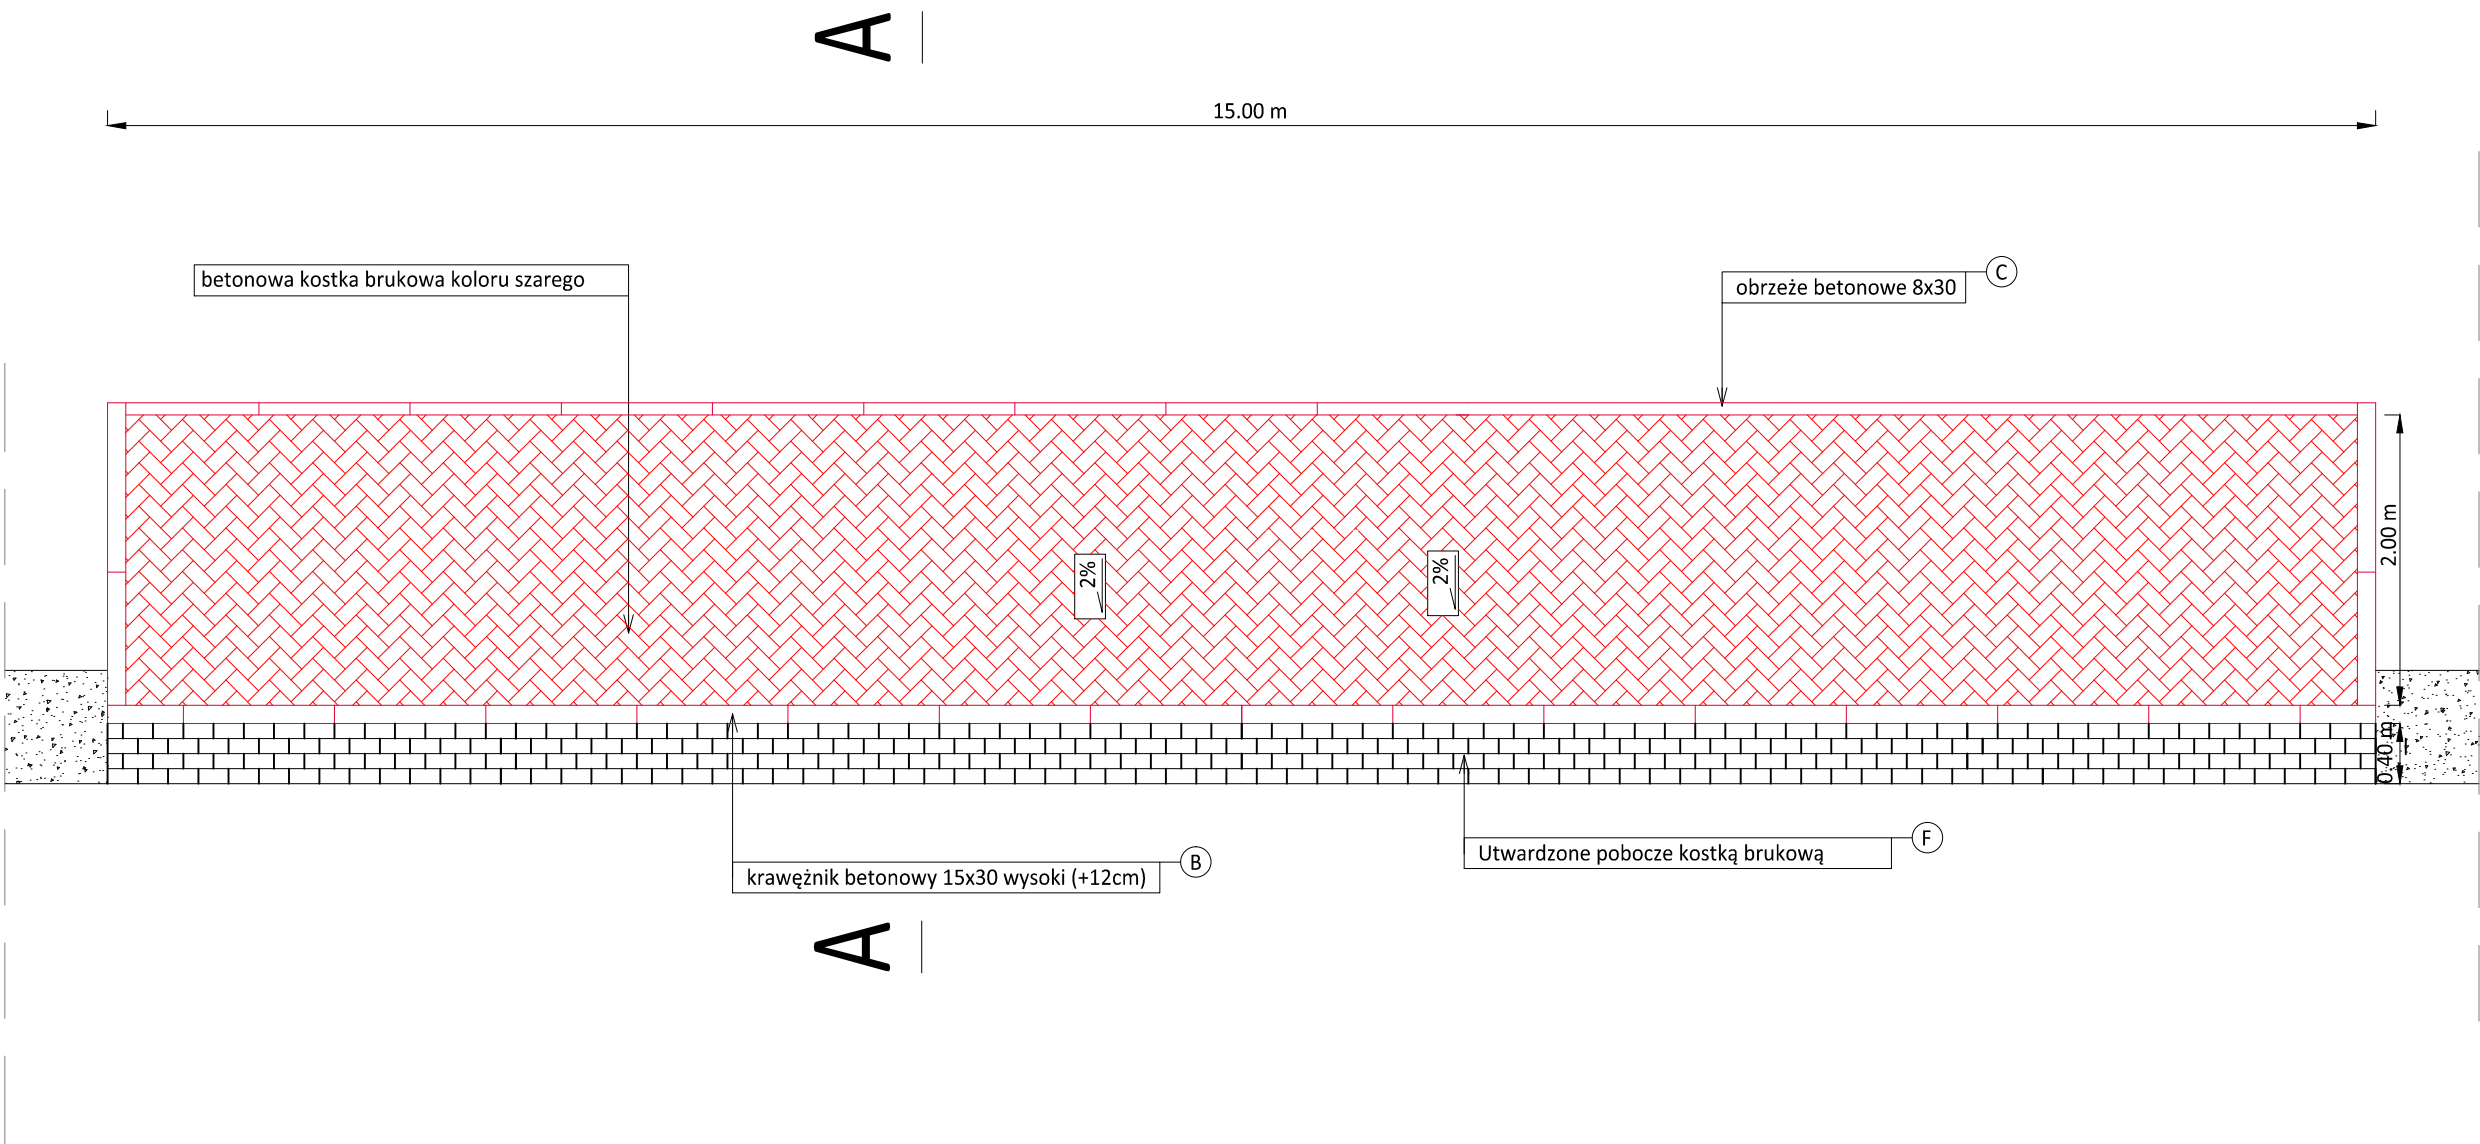 A
15.00 m
betonowa kostka brukowa koloru szarego
C
obrzeże betonowe 8x30
2%
2%
2.00 m
0.40 m
F
Utwardzone pobocze kostką brukową
B
krawężnik betonowy 15x30 wysoki (+12cm)
A